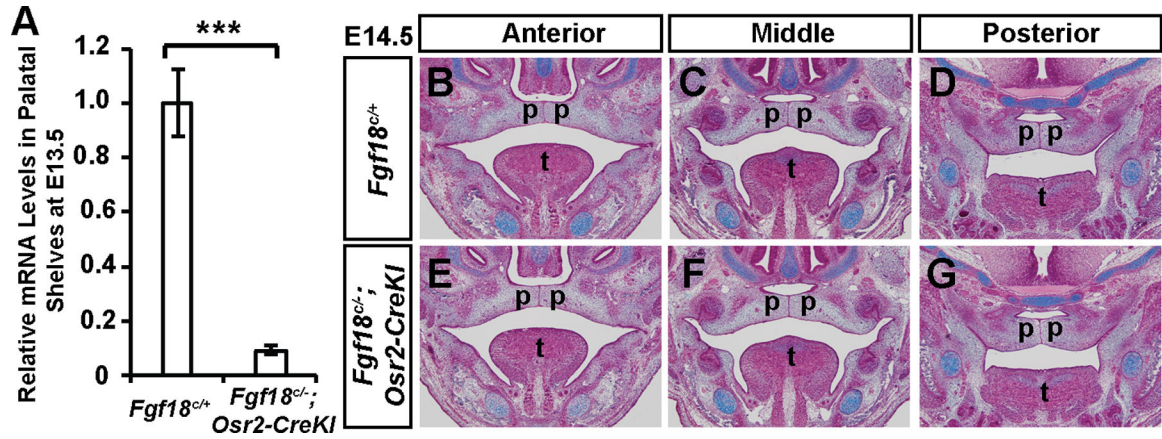 A
Relative mRNA Levels in Palatal
Shelves at E13.5
***
1.2
1.0
0.8
0.6
0.4
0.2
0
Fgf18c/+
Fgf18c/-;
Osr2-CreKI
E14.5
Anterior
Middle
Posterior
Fgf18c/+
B
p p
t
C
p p
t
D
p p
t
Fgf18c/-;
Osr2-CreKI
E
p p
t
F
p p
t
G
p p
t